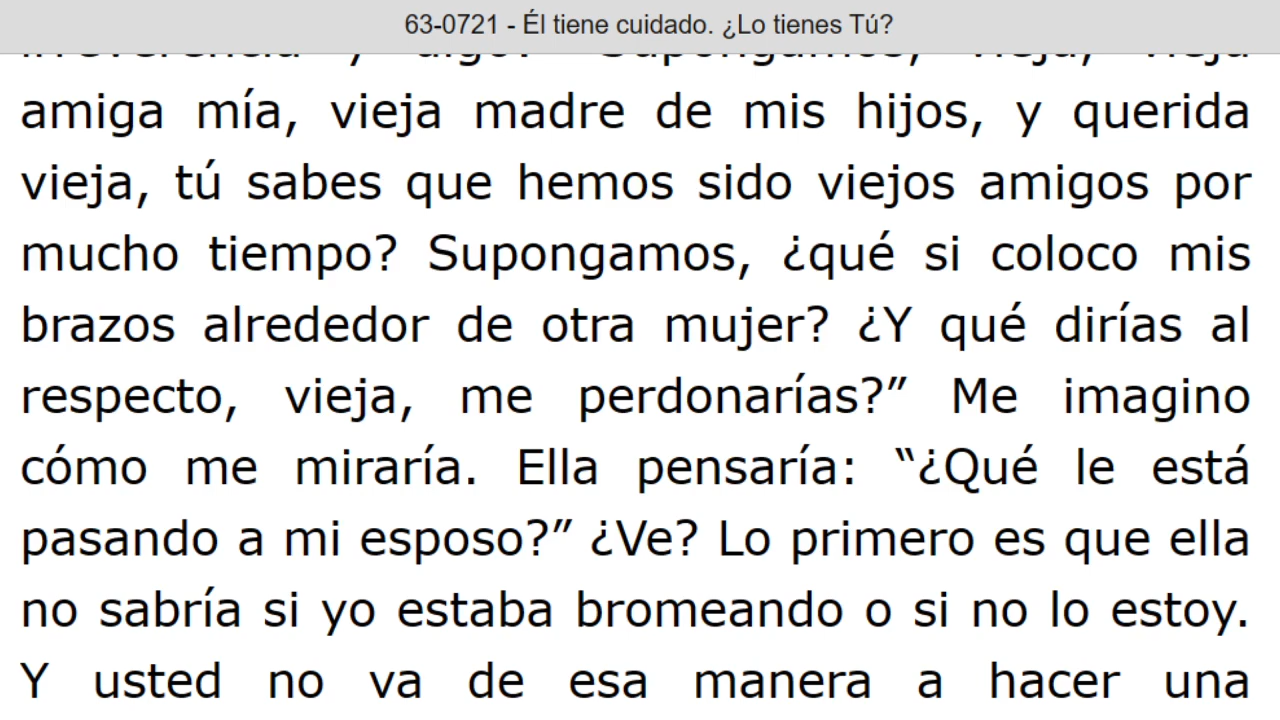 63-0721 - Él tiene cuidado. ¿Lo tienes Tú?
amiga mía, vieja madre de mis hijos, y querida
vieja, tú sabes que hemos sido viejos amigos por
mucho tiempo? Supongamos, ¿qué si coloco mis
brazos alrededor de otra mujer? ¿Y qué dirías al
respecto, vieja, me perdonarías?” Me imagino
cómo me miraría. Ella pensaría: “¿Qué le está
pasando a mi esposo?” ¿Ve? Lo primero es que ella
no sabría si yo estaba bromeando o si no lo estoy.
Y usted no va de esa manera a hacer una